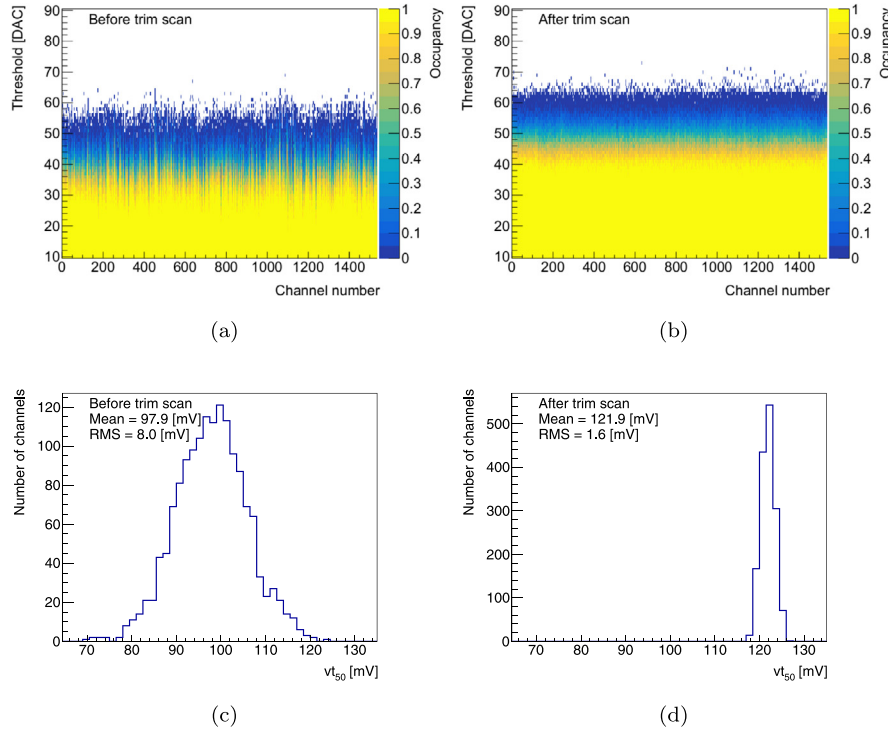 Before trim scan
Threshold [DAC]
90
80
70
60
50
40
30
20
10
0 200 400 600 800 1000 1200 1400
Channel number
1
0.9
0.8
0.7
0.6
0.5
0.4
0.3
0.2
0.1
0
Occupancy
(a)
After trim scan
Threshold [DAC]
90
80
70
60
50
40
30
20
10
0 200 400 600 800 1000 1200 1400
Channel number
1
0.9
0.8
0.7
0.6
0.5
0.4
0.3
0.2
0.1
0
Occupancy
(b)
Before trim scan
Mean = 97.9 [mV]
RMS = 8.0 [mV]
Number of channels
120
100
80
60
40
20
0
70 80 90 100 110 120 130
vt50 [mV]
(c)
After trim scan
Mean = 121.9 [mV]
RMS = 1.6 [mV]
Number of channels
500
400
300
200
100
0
70 80 90 100 110 120 130
vt50 [mV]
(d)